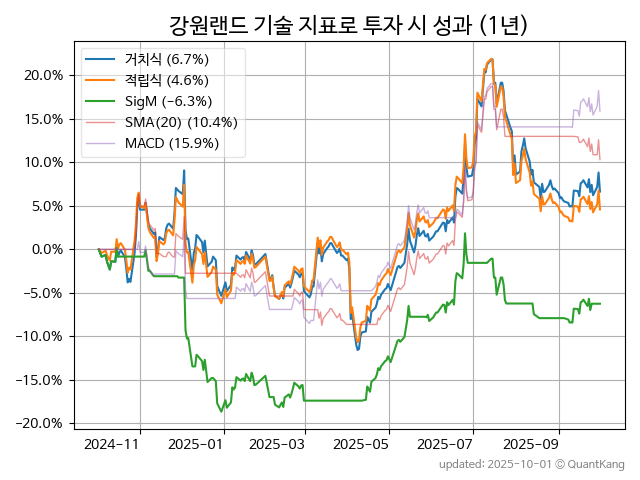 강원랜드 기술 지표로 투자 시 성과 (1년)
거치식 (6.7%)
적립식 (4.6%)
SigM (−6.3%)
SMA(20) (10.4%)
MACD (15.9%)
20.0%
15.0%
10.0%
5.0%
0.0%
−5.0%
−10.0%
−15.0%
−20.0%
2024-11 2025-01 2025-03 2025-05 2025-07 2025-09
updated: 2025-10-01 © QuantKang